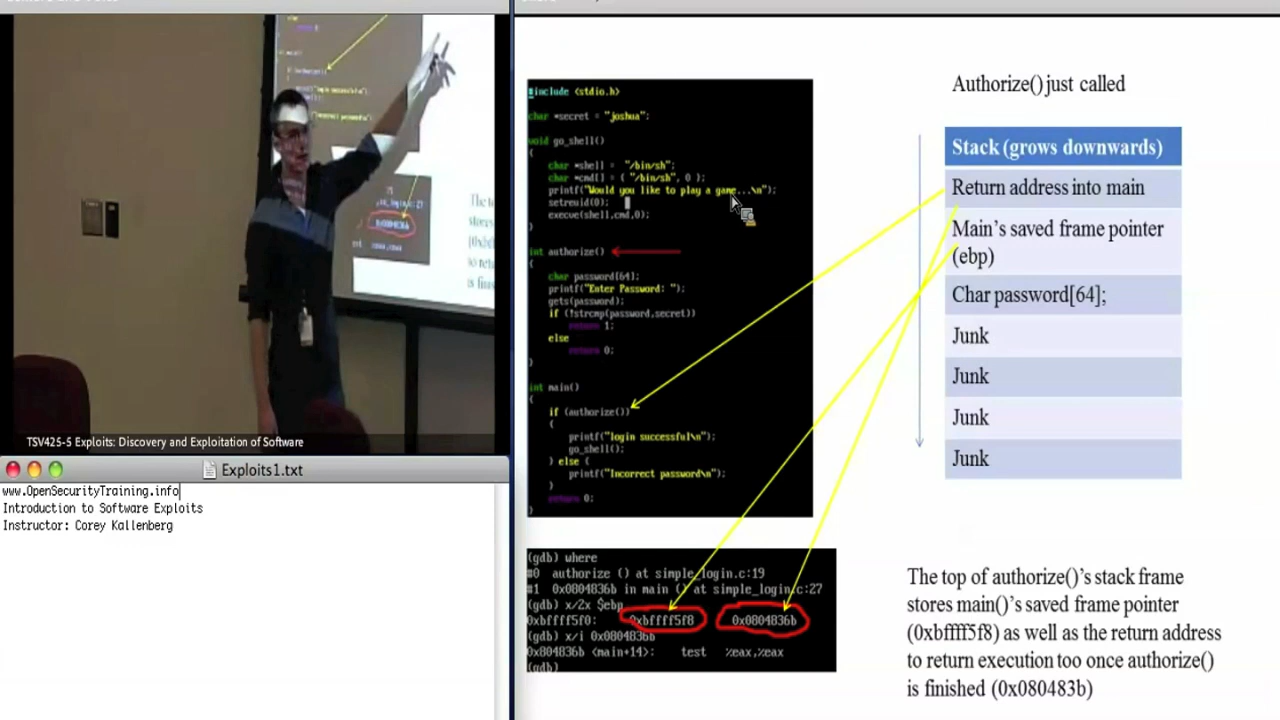 TSV425-5 Exploits: Discovery and Exploitation of Software
Exploits1.txt
www.OpenSecurityTraining.info
Introduction to Software Exploits
Instructor: Corey Kallenberg
#include <stdio.h>
char *secret = "joshua";
void go_shell()
{
char *shell = "/bin/sh";
char *cmd[] = { "/bin/sh", 0 };
printf("Would you like to play a game...\n");
setreuid(0);
execve(shell,cmd,0);
}
int authorize()
{
char password[64];
printf("Enter Password: ");
gets(password);
if (!strcmp(password,secret))
return 1;
else
return 0;
}
int main()
{
if (authorize())
{
printf("login successful\n");
go_shell();
} else {
printf("Incorrect password\n");
}
return 0;
}
(gdb) where
#0 authorize () at simple_login.c:19
#1 0x0804836b in main () at simple_login.c:27
(gdb) x/2x $ebp
0xbffff5f0: 0xbffff5f8 0x0804836b
(gdb) x/i 0x0804836b
0x804836b <main+14>: test %eax,%eax
(gdb)
Authorize() just called
Stack (grows downwards)
Return address into main
Main's saved frame pointer
(ebp)
Char password[64];
Junk
Junk
Junk
Junk
The top of authorize()'s stack frame
stores main()'s saved frame pointer
(0xbffff5f8) as well as the return address
to return execution too once authorize()
is finished (0x080483b)